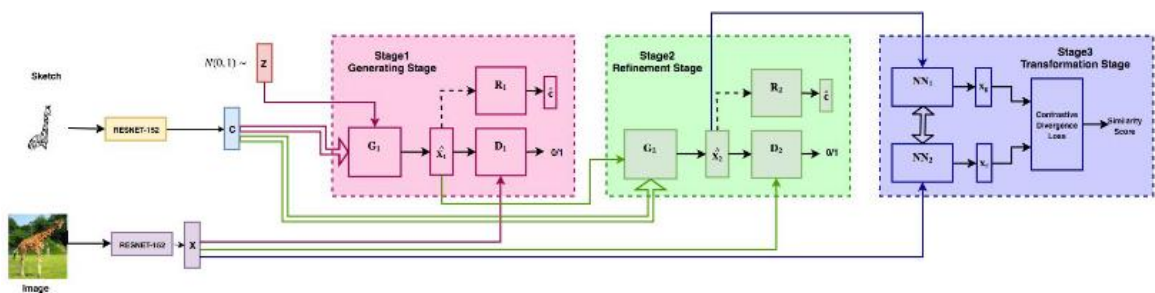 Stage1
Generating Stage
Stage2
Refinement Stage
Stage3
Transformation Stage
N(0,1) ~
Z
Sketch
RESNET-152
C
G₁
X̂₁
R₁
ĉ
D₁
0/1
G₂
X̂₂
R₂
ĉ
D₂
0/1
NN₁
NN₂
Contrastive
Divergence
Loss
Similarity
Score
RESNET-152
X
Image